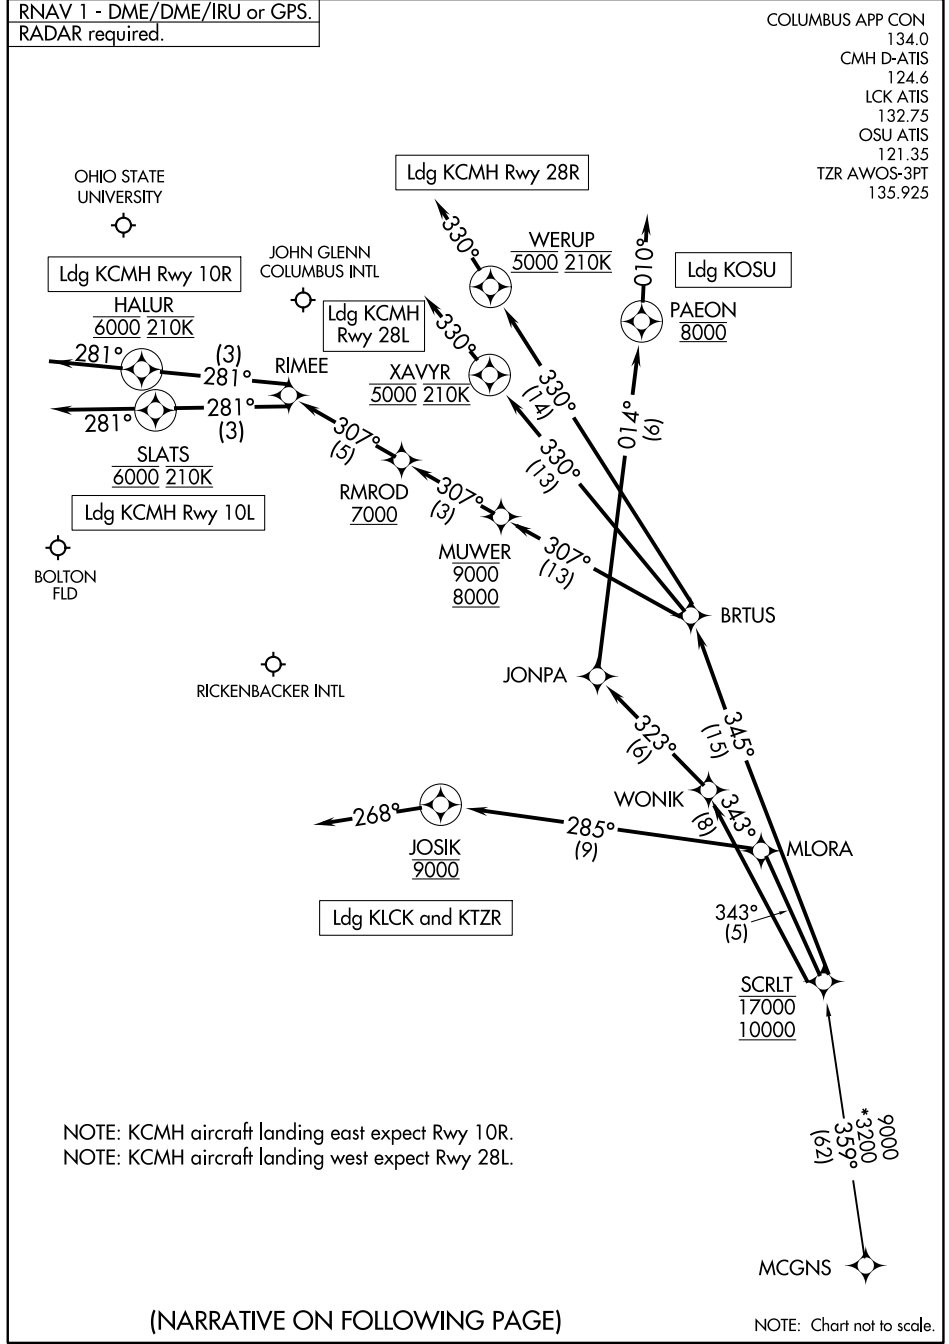 RNAV 1 - DME/DME/IRU or GPS.
RADAR required.
COLUMBUS APP CON
134.0
CMH D-ATIS
124.6
LCK ATIS
132.75
OSU ATIS
121.35
TZR AWOS-3PT
135.925
Ldg KCMH Rwy 28R
OHIO STATE
UNIVERSITY
330°
WERUP
5000 210K
010°
Ldg KOSU
JOHN GLENN
COLUMBUS INTL
Ldg KCMH Rwy 10R
HALUR
6000 210K
Ldg KCMH
Rwy 28L
330°
PAEON
8000
281°
(3)
281°
RIMEE
XAVYR
5000 210K
330°
(14)
014°
(6)
281°
281°
(3)
SLATS
6000 210K
307°
(5)
330°
(13)
Ldg KCMH Rwy 10L
RMROD
7000
307°
(3)
MUWER
9000
8000
307°
(13)
BOLTON
FLD
BRTUS
RICKENBACKER INTL
JONPA
323°
(6)
345°
(15)
WONIK
343°
(8)
268°
JOSIK
9000
285°
(9)
MLORA
Ldg KLCK and KTZR
343°
(5)
SCRLT
17000
10000
9000
*3200
359°
(62)
NOTE: KCMH aircraft landing east expect Rwy 10R.
NOTE: KCMH aircraft landing west expect Rwy 28L.
MCGNS
(NARRATIVE ON FOLLOWING PAGE)
NOTE: Chart not to scale.